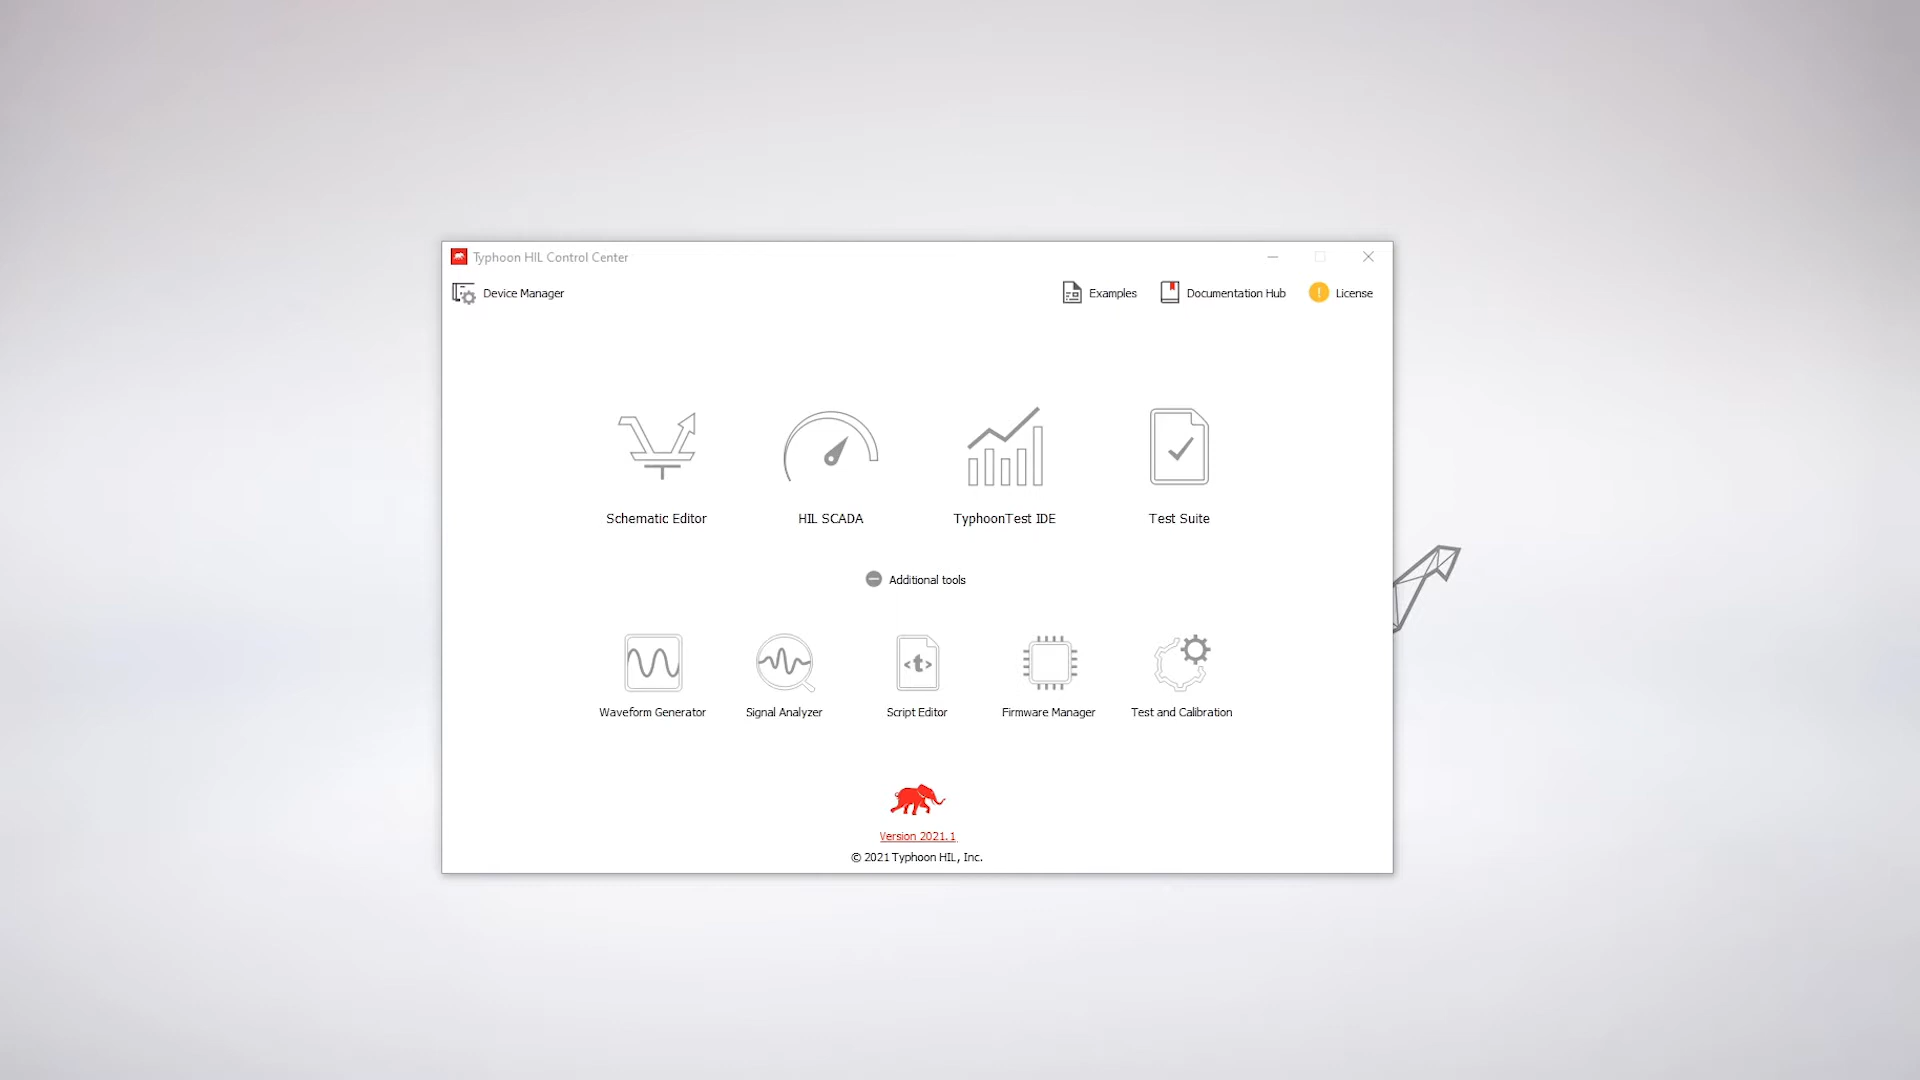 Typhoon HIL Control Center
Device Manager
Examples
Documentation Hub
! License
Schematic Editor
HIL SCADA
TyphoonTest IDE
Test Suite
Additional tools
<t>
Waveform Generator
Signal Analyzer
Script Editor
Firmware Manager
Test and Calibration
Version 2021.1
© 2021 Typhoon HIL, Inc.